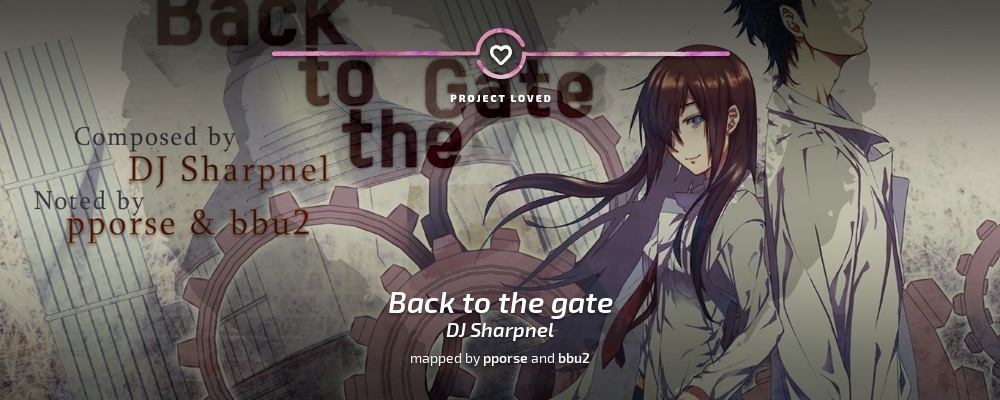 Back
to Gate
the
PROJECT LOVED
Composed by
DJ Sharpnel
Noted by
pporse & bbu2
Back to the gate
DJ Sharpnel
mapped by pporse and bbu2